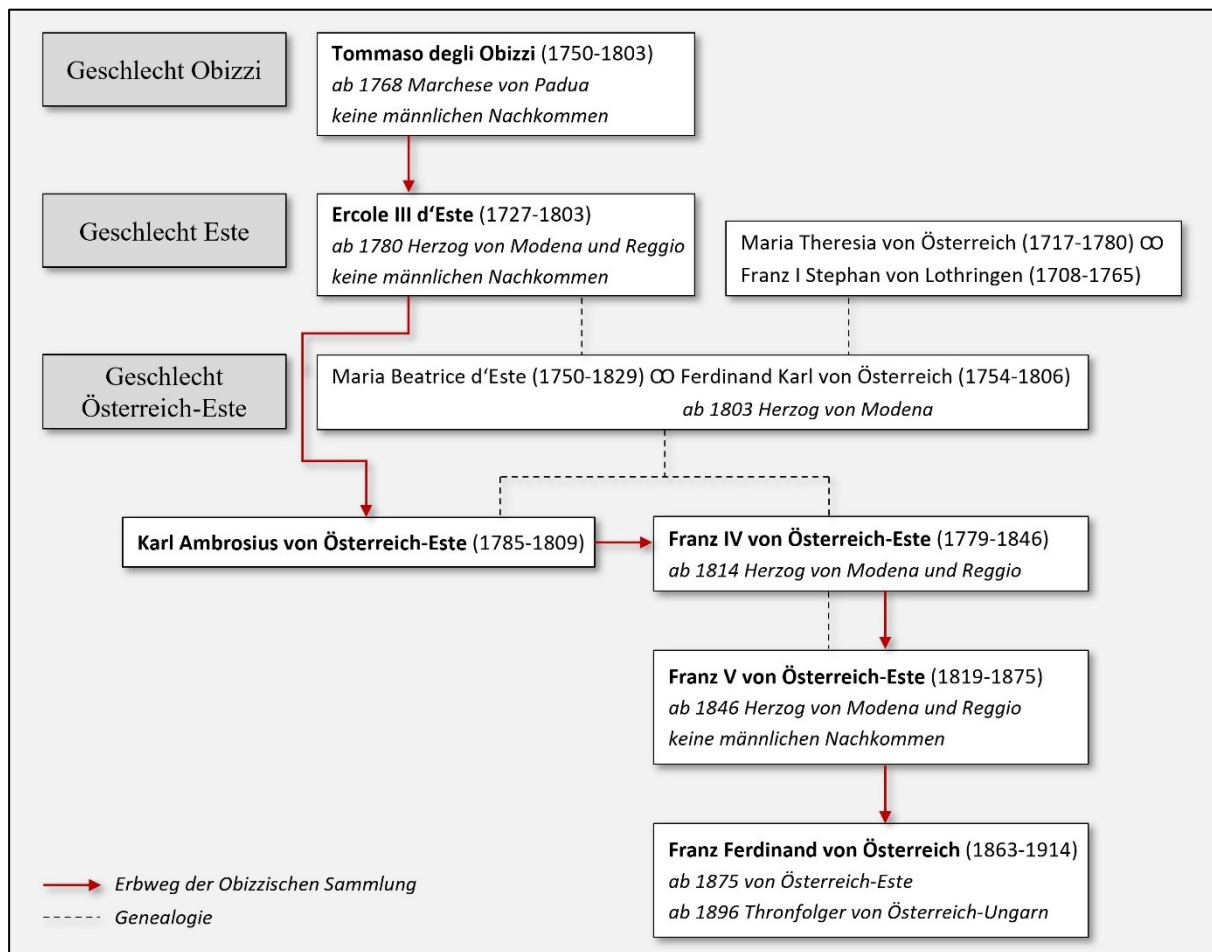 Geschlecht Obizzi
Tommaso degli Obizzi (1750-1803)
ab 1768 Marchese von Padua
keine männlichen Nachkommen
Geschlecht Este
Ercole III d‘Este (1727-1803)
ab 1780 Herzog von Modena und Reggio
keine männlichen Nachkommen
Maria Theresia von Österreich (1717-1780) ꝏ
Franz I Stephan von Lothringen (1708-1765)
Geschlecht
Österreich-Este
Maria Beatrice d‘Este (1750-1829) ꝏ Ferdinand Karl von Österreich (1754-1806)
ab 1803 Herzog von Modena
Karl Ambrosius von Österreich-Este (1785-1809)
Franz IV von Österreich-Este (1779-1846)
ab 1814 Herzog von Modena und Reggio
Franz V von Österreich-Este (1819-1875)
ab 1846 Herzog von Modena und Reggio
keine männlichen Nachkommen
Franz Ferdinand von Österreich (1863-1914)
ab 1875 von Österreich-Este
ab 1896 Thronfolger von Österreich-Ungarn
Erbweg der Obizzischen Sammlung
Genealogie